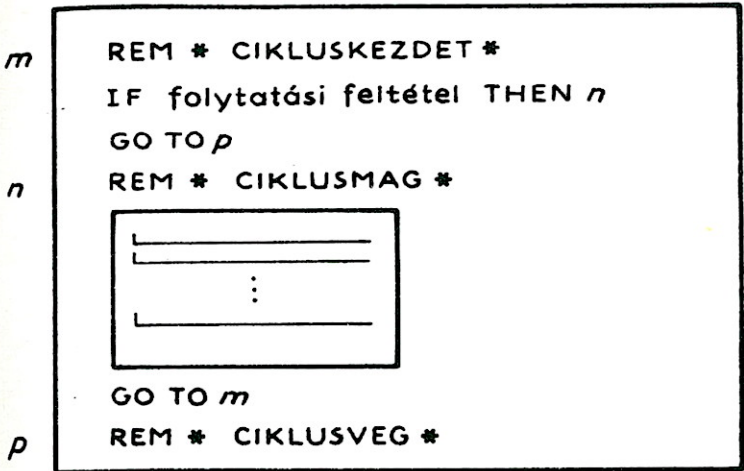 m REM * CIKLUSKEZDET *
IF folytatási feltétel THEN n
GO TO p
n REM * CIKLUSMAG *
GO TO m
p REM * CIKLUSVEG *